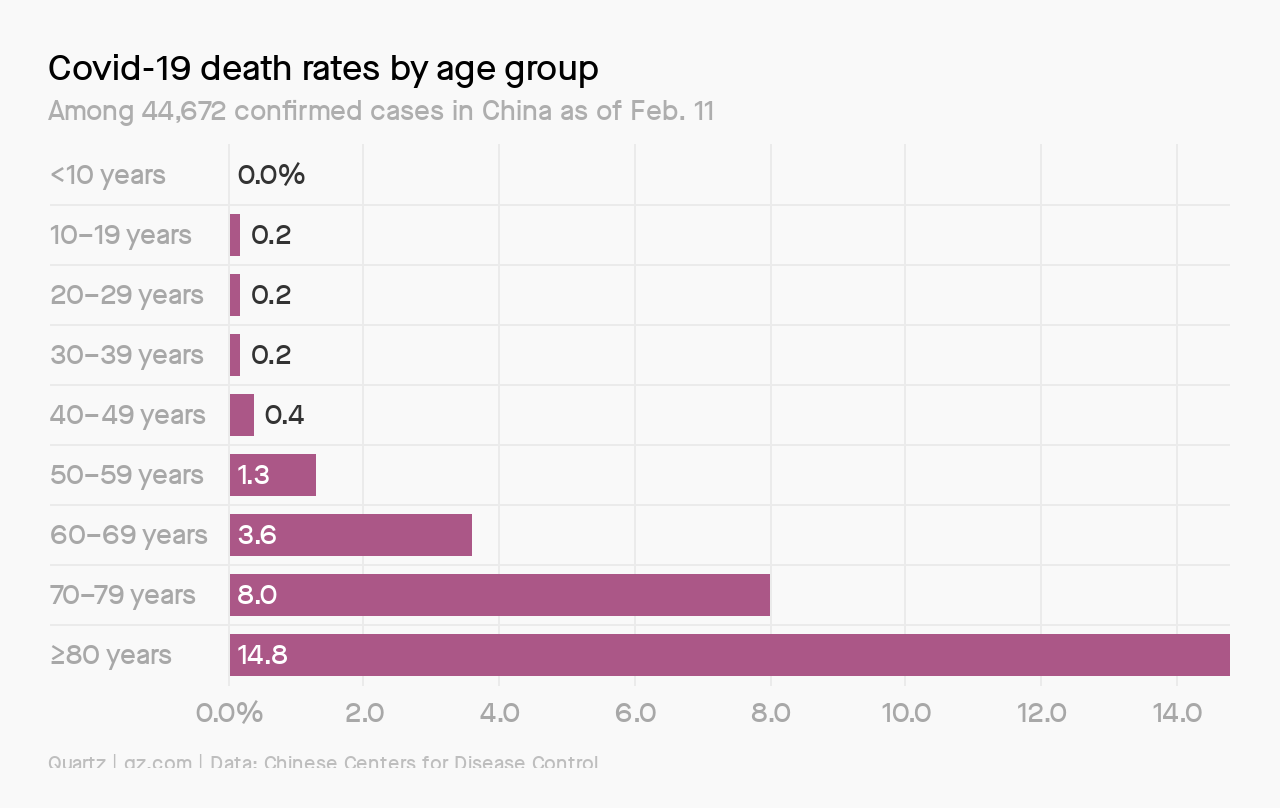 Covid-19 death rates by age group
Among 44,672 confirmed cases in China as of Feb. 11
<10 years 0.0%
10–19 years 0.2
20–29 years 0.2
30–39 years 0.2
40–49 years 0.4
50–59 years 1.3
60–69 years 3.6
70–79 years 8.0
≥80 years 14.8
0.0% 2.0 4.0 6.0 8.0 10.0 12.0 14.0
Quartz | qz.com | Data: Chinese Centers for Disease Control